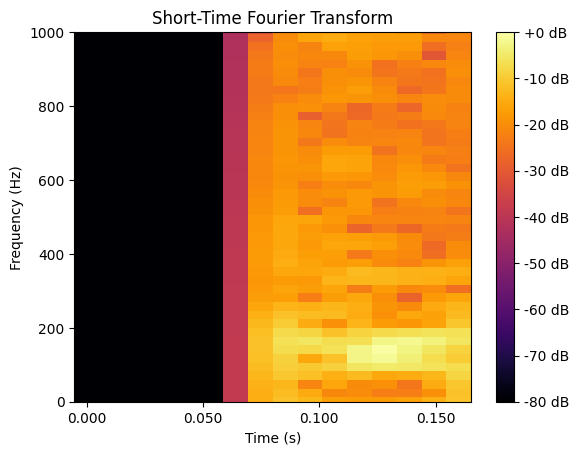 Short-Time Fourier Transform
1000
800
600
400
200
0
Frequency (Hz)
0.000
0.050
0.100
0.150
Time (s)
+0 dB
-10 dB
-20 dB
-30 dB
-40 dB
-50 dB
-60 dB
-70 dB
-80 dB